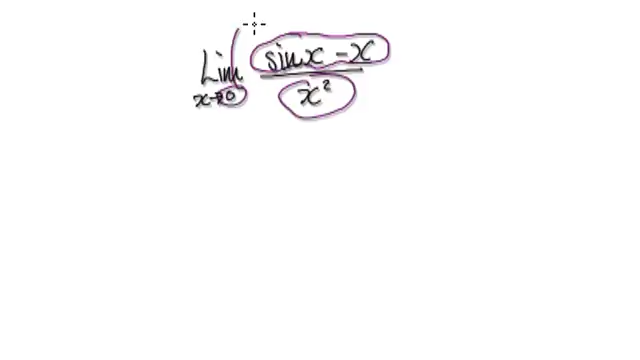 Lim sinx - x
x→0 x²